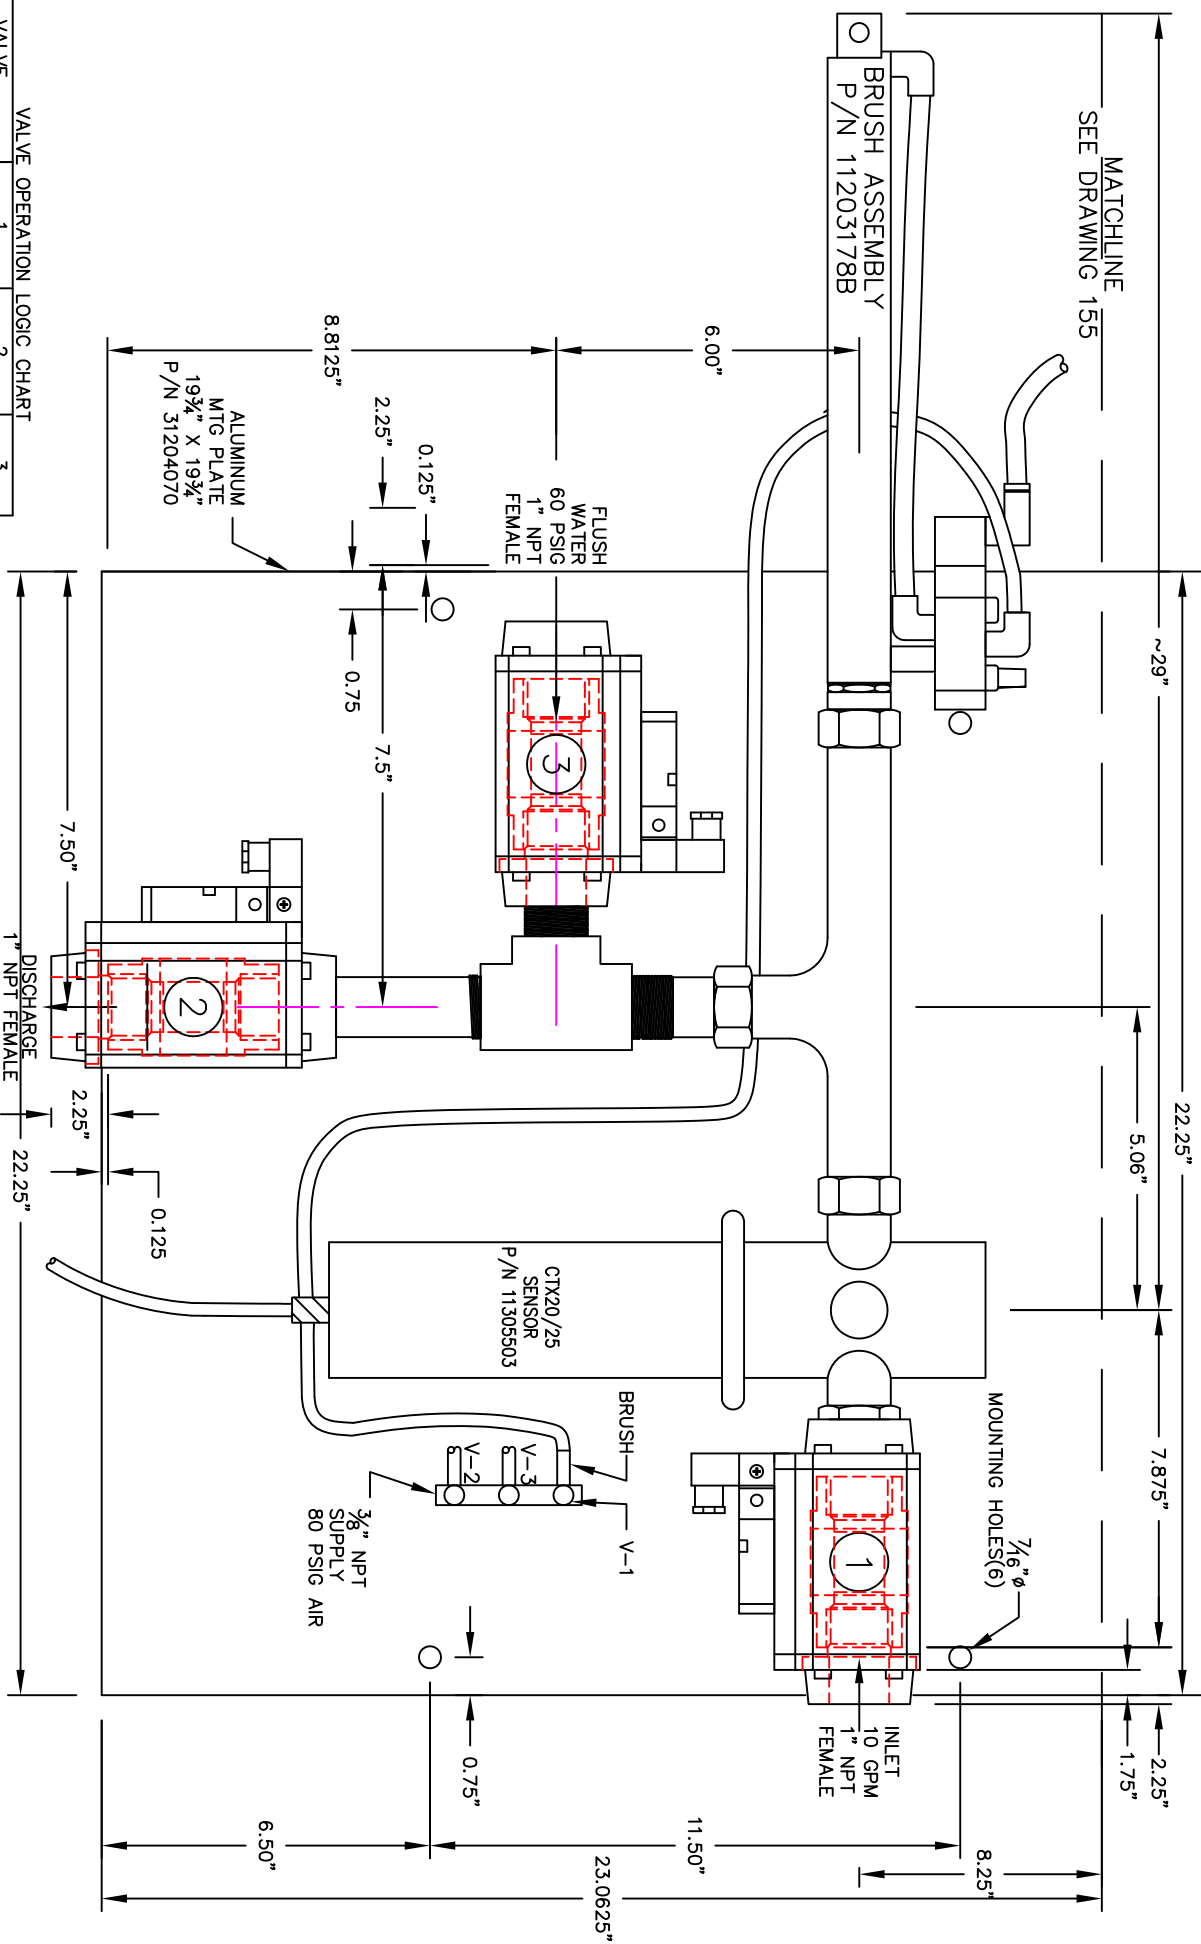 MATCHLINE
SEE DRAWING 155
BRUSH ASSEMBLY
P/N 11203178B
~29"
22.25"
5.06"
7.875"
2.25"
1.75"
7/16" ø
MOUNTING HOLES(6)
8.25"
11.50"
23.0625"
6.50"
0.75"
INLET
10 GPM
1" NPT
FEMALE
1
6.00"
8.8125"
2.25"
0.125"
0.75
7.5"
7.50"
FLUSH
WATER
60 PSIG
1" NPT
FEMALE
3
ALUMINUM
MTG PLATE
19¾" X 19¾"
P/N 31204070
2
DISCHARGE
1" NPT FEMALE
2.25"
0.125
22.25"
CTX20/25
SENSOR
P/N 11305503
BRUSH
V-1
V-3
V-2
3/8" NPT
SUPPLY
80 PSIG AIR
VALVE OPERATION LOGIC CHART
VALVE 1 2 3